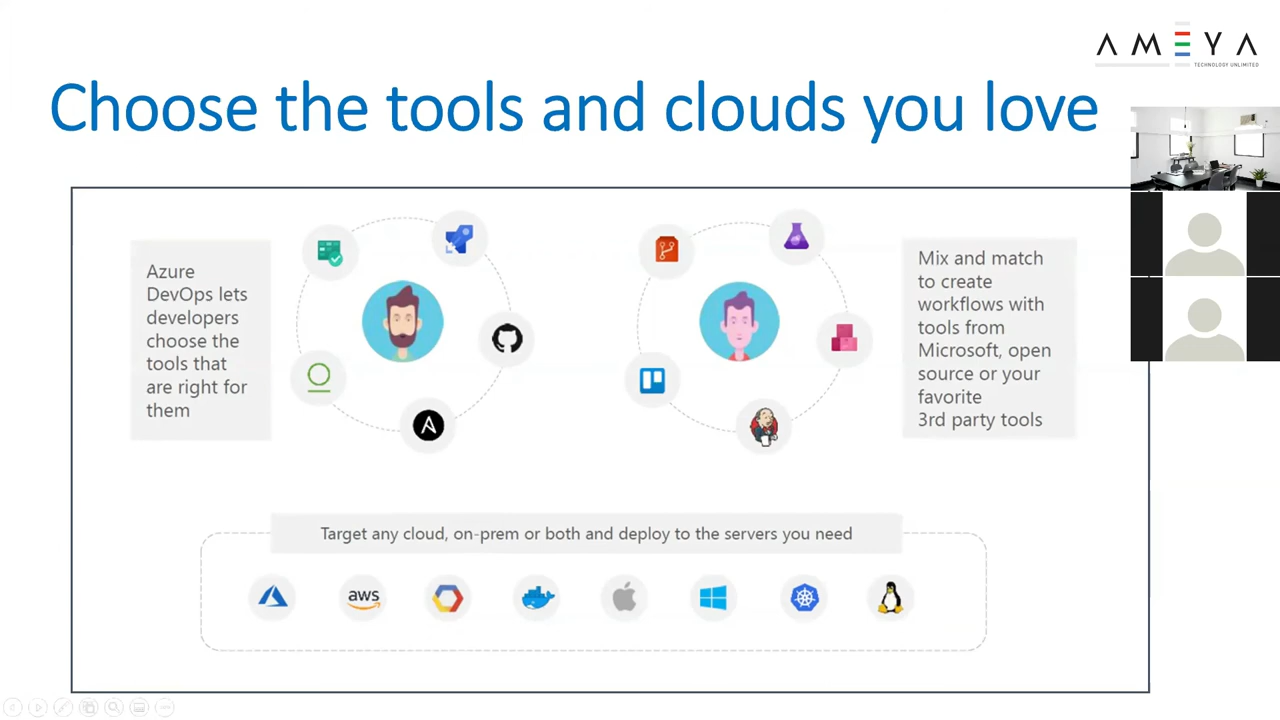 AMEYA
TECHNOLOGY UNLIMITED
Choose the tools and clouds you love
Azure
DevOps lets
developers
choose the
tools that
are right for
them
Mix and match
to create
workflows with
tools from
Microsoft, open
source or your
favorite
3rd party tools
Target any cloud, on-prem or both and deploy to the servers you need
aws